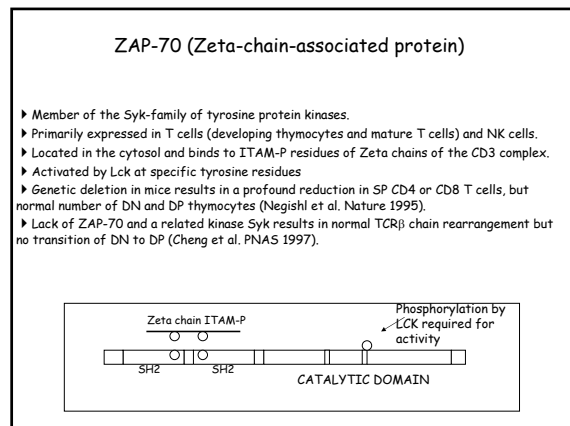 ZAP-70 (Zeta-chain-associated protein)
Member of the Syk-family of tyrosine protein kinases.
Primarily expressed in T cells (developing thymocytes and mature T cells) and NK cells.
Located in the cytosol and binds to ITAM-P residues of Zeta chains of the CD3 complex.
Activated by Lck at specific tyrosine residues
Genetic deletion in mice results in a profound reduction in SP CD4 or CD8 T cells, but
normal number of DN and DP thymocytes (Negishl et al. Nature 1995).
Lack of ZAP-70 and a related kinase Syk results in normal TCRβ chain rearrangement but
no transition of DN to DP (Cheng et al. PNAS 1997).
Zeta chain ITAM-P
Phosphorylation by
LCK required for
activity
SH2 SH2
CATALYTIC DOMAIN